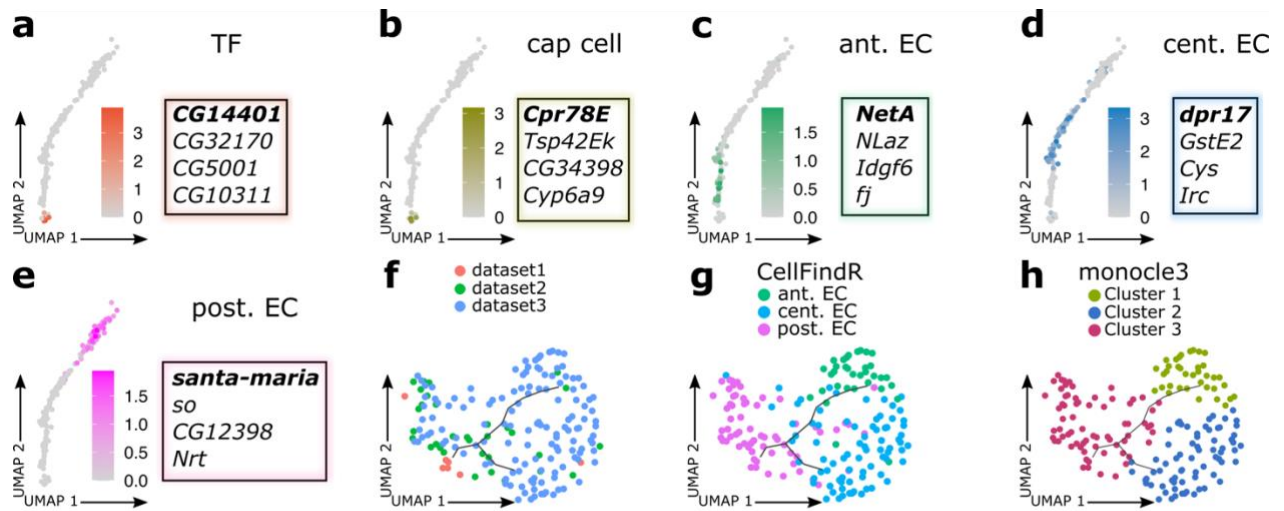 a
TF
3
2
1
0
CG14401
CG32170
CG5001
CG10311
UMAP 2
UMAP 1
b
cap cell
3
2
1
0
Cpr78E
Tsp42Ek
CG34398
Cyp6a9
UMAP 2
UMAP 1
c
ant. EC
1.5
1.0
0.5
0.0
NetA
NLaz
Idgf6
fj
UMAP 2
UMAP 1
d
cent. EC
3
2
1
0
dpr17
GstE2
Cys
Irc
UMAP 2
UMAP 1
e
post. EC
1.5
1.0
0.5
0.0
santa-maria
so
CG12398
Nrt
UMAP 2
UMAP 1
f
dataset1
dataset2
dataset3
UMAP 2
UMAP 1
g
CellFindR
ant. EC
cent. EC
post. EC
UMAP 2
UMAP 1
h
monocle3
Cluster 1
Cluster 2
Cluster 3
UMAP 2
UMAP 1